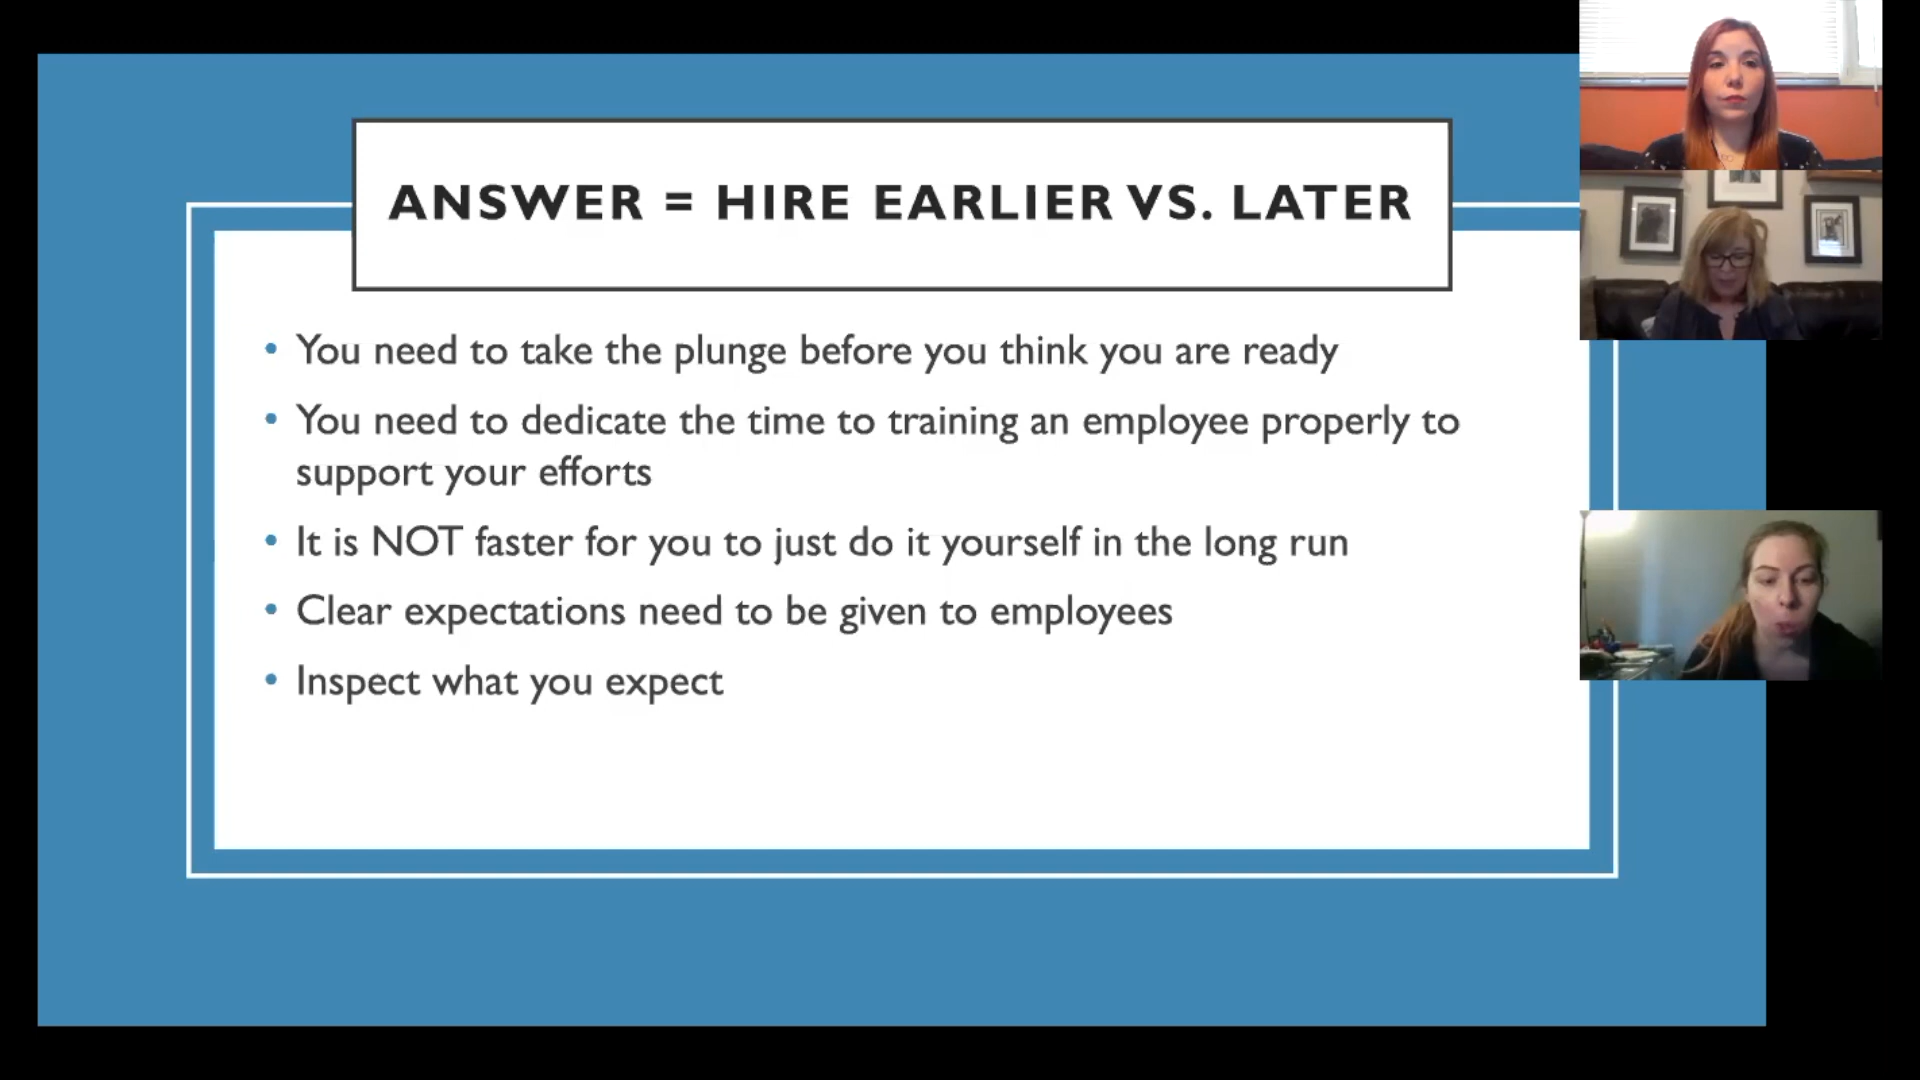 ANSWER = HIRE EARLIER VS. LATER
• You need to take the plunge before you think you are ready
• You need to dedicate the time to training an employee properly to
support your efforts
• It is NOT faster for you to just do it yourself in the long run
• Clear expectations need to be given to employees
• Inspect what you expect